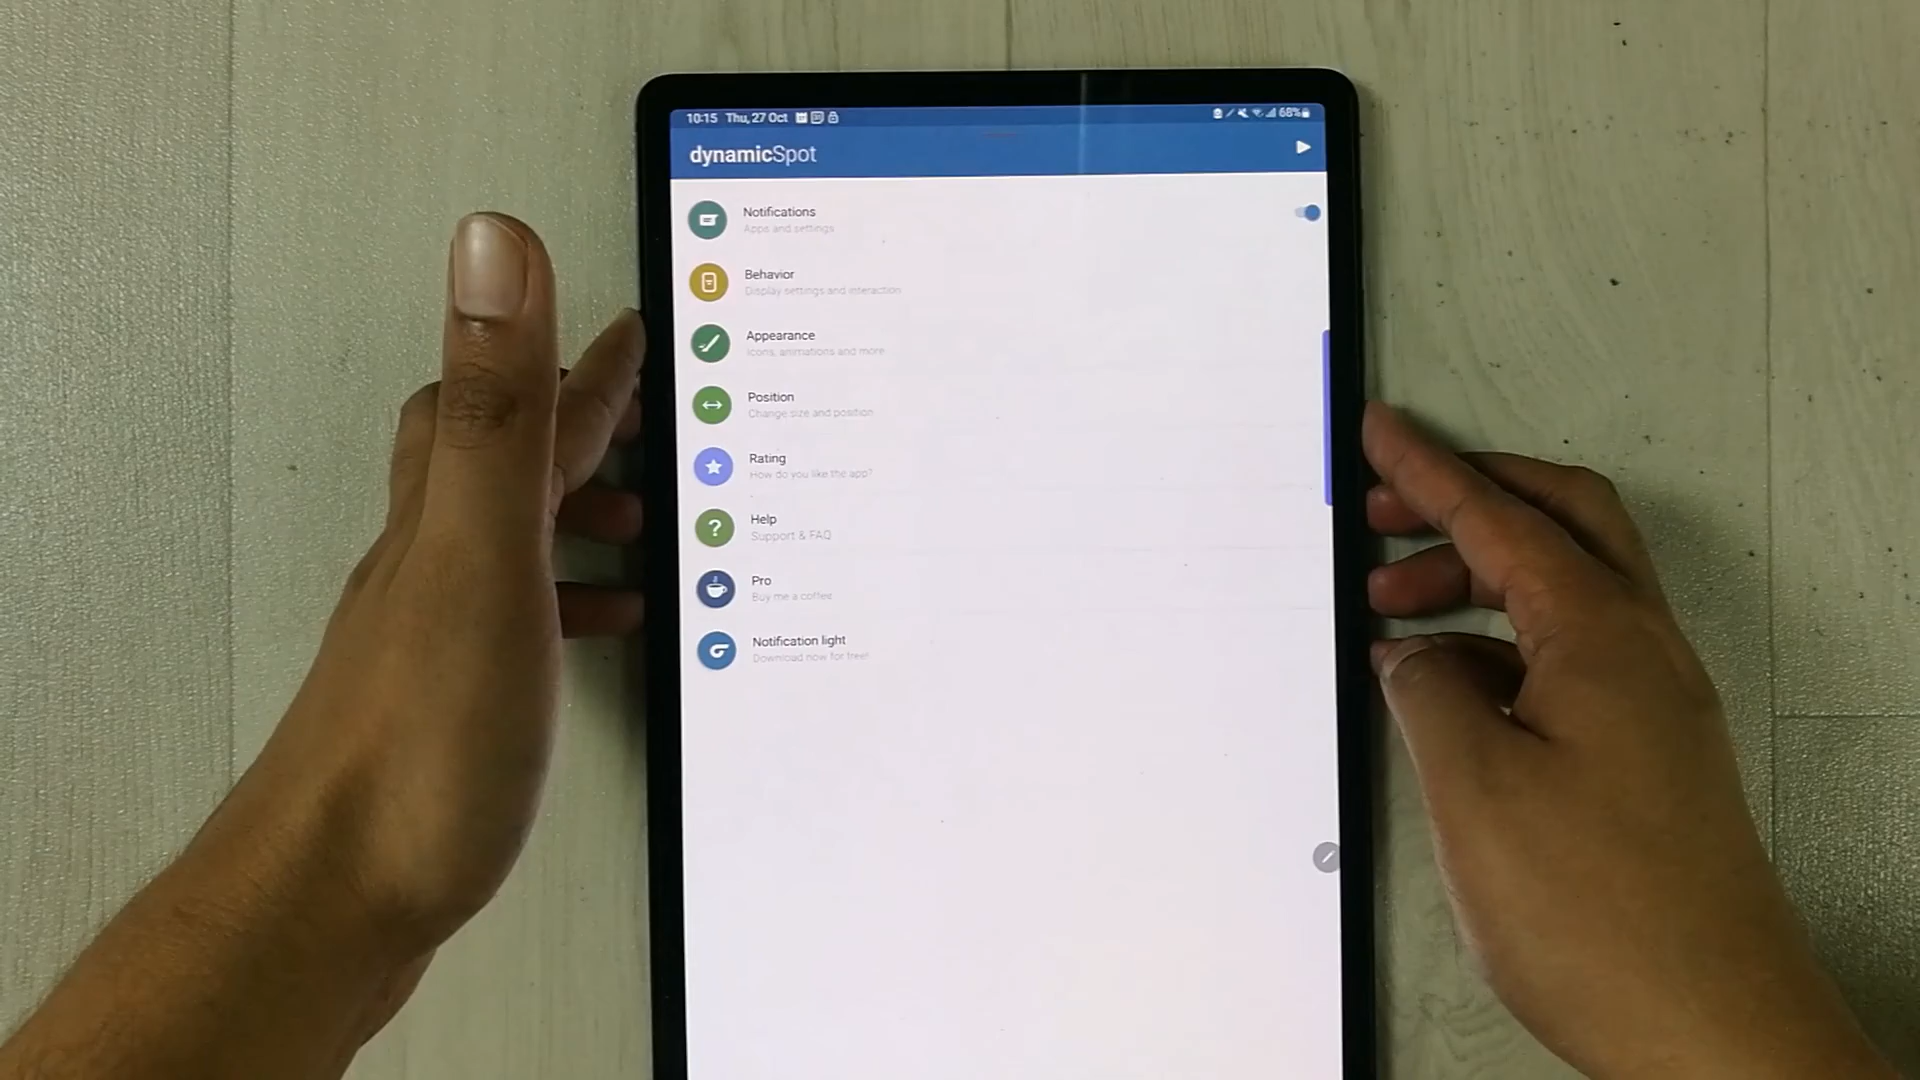 10:15 Thu, 27 Oct
68%
dynamicSpot
Notifications
Apps and settings
Behavior
Display settings and interaction
Appearance
Icons, animations and more
Position
Change size and position
Rating
How do you like the app?
Help
Support & FAQ
Pro
Buy me a coffee
Notification light
Download now for free!